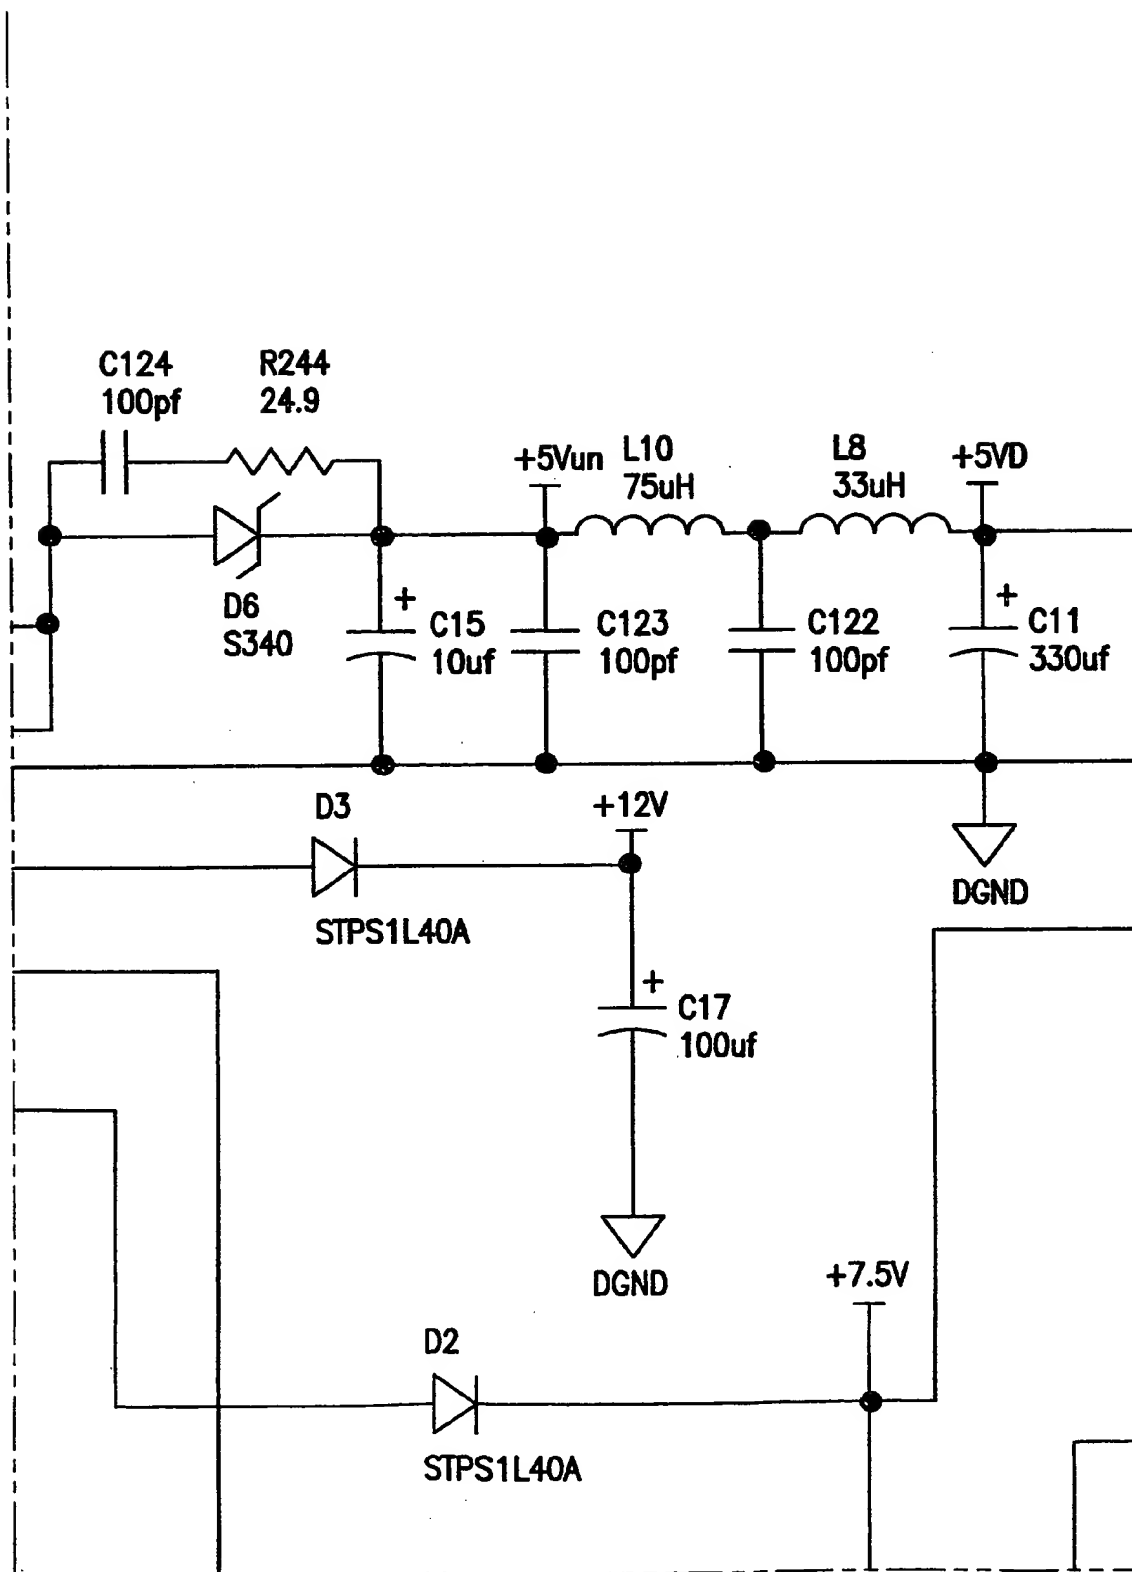 C124
100pf
R244
24.9
+5Vun
L10
75uH
L8
33uH
+5VD
D6
S340
+
C15
10uf
C123
100pf
C122
100pf
+
C11
330uf
D3
+12V
DGND
STPS1L40A
+
C17
100uf
DGND
+7.5V
D2
STPS1L40A